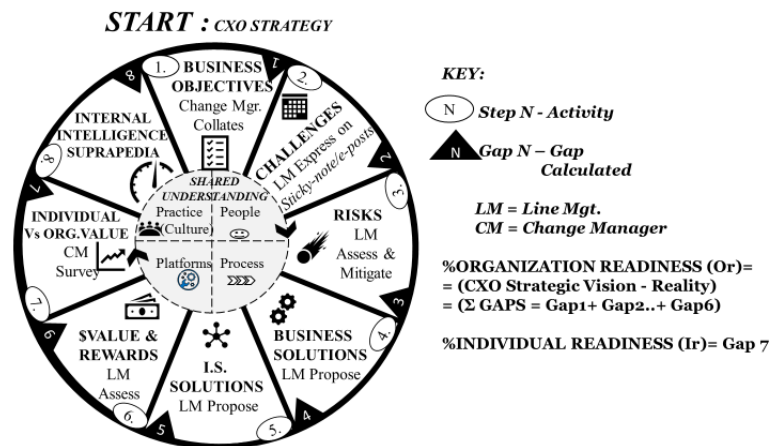 START : CXO STRATEGY
1.
BUSINESS
OBJECTIVES
Change Mgr.
Collates
1
2.
CHALLENGES
LM Express on
Sticky-note/e-posts
2
3.
RISKS
LM
Assess &
Mitigate
3
4.
BUSINESS
SOLUTIONS
LM Propose
4
5.
I.S.
SOLUTIONS
LM Propose
5
6.
$VALUE &
REWARDS
LM
Assess
6
7.
INDIVIDUAL
Vs ORG.VALUE
CM
Survey
7
8.
INTERNAL
INTELLIGENCE
SUPRAPEDIA
8
SHARED
UNDERSTANDING
Practice
(Culture)
People
Platforms
Process
KEY:
N Step N - Activity
N Gap N – Gap
Calculated
LM = Line Mgt.
CM = Change Manager
%ORGANIZATION READINESS (Or)=
= (CXO Strategic Vision - Reality)
= (Σ GAPS = Gap1+ Gap2..+ Gap6)
%INDIVIDUAL READINESS (Ir)= Gap 7